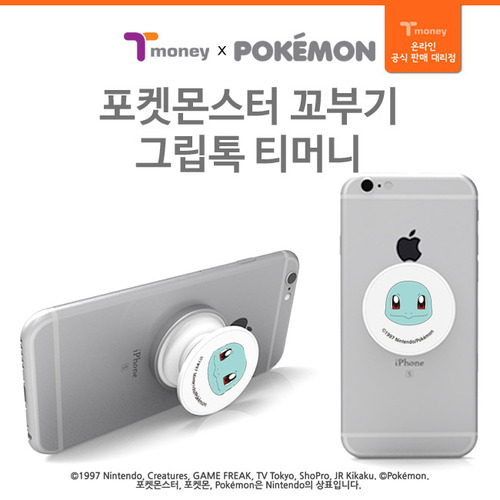 Tmoney x POKÉMON
Tmoney
온라인
공식 판매 대리점
포켓몬스터 꼬부기
그립톡 티머니
iPhone
S
©1997 Nintendo/Pokémon
©1997 Nintendo/Pokémon
iPhone
S
©1997 Nintendo, Creatures, GAME FREAK, TV Tokyo, ShoPro, JR Kikaku. ©Pokémon.
포켓몬스터, 포켓몬, Pokémon은 Nintendo의 상표입니다.